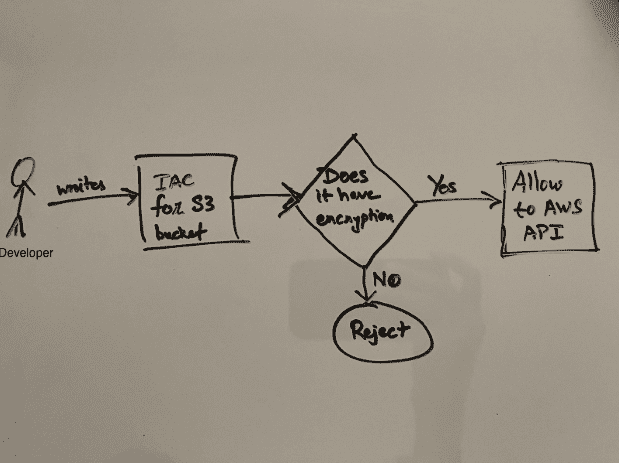 writes
IAC
for S3
bucket
Does
it have
encryption
Yes
Allow
to AWS
API
NO
Reject
Developer